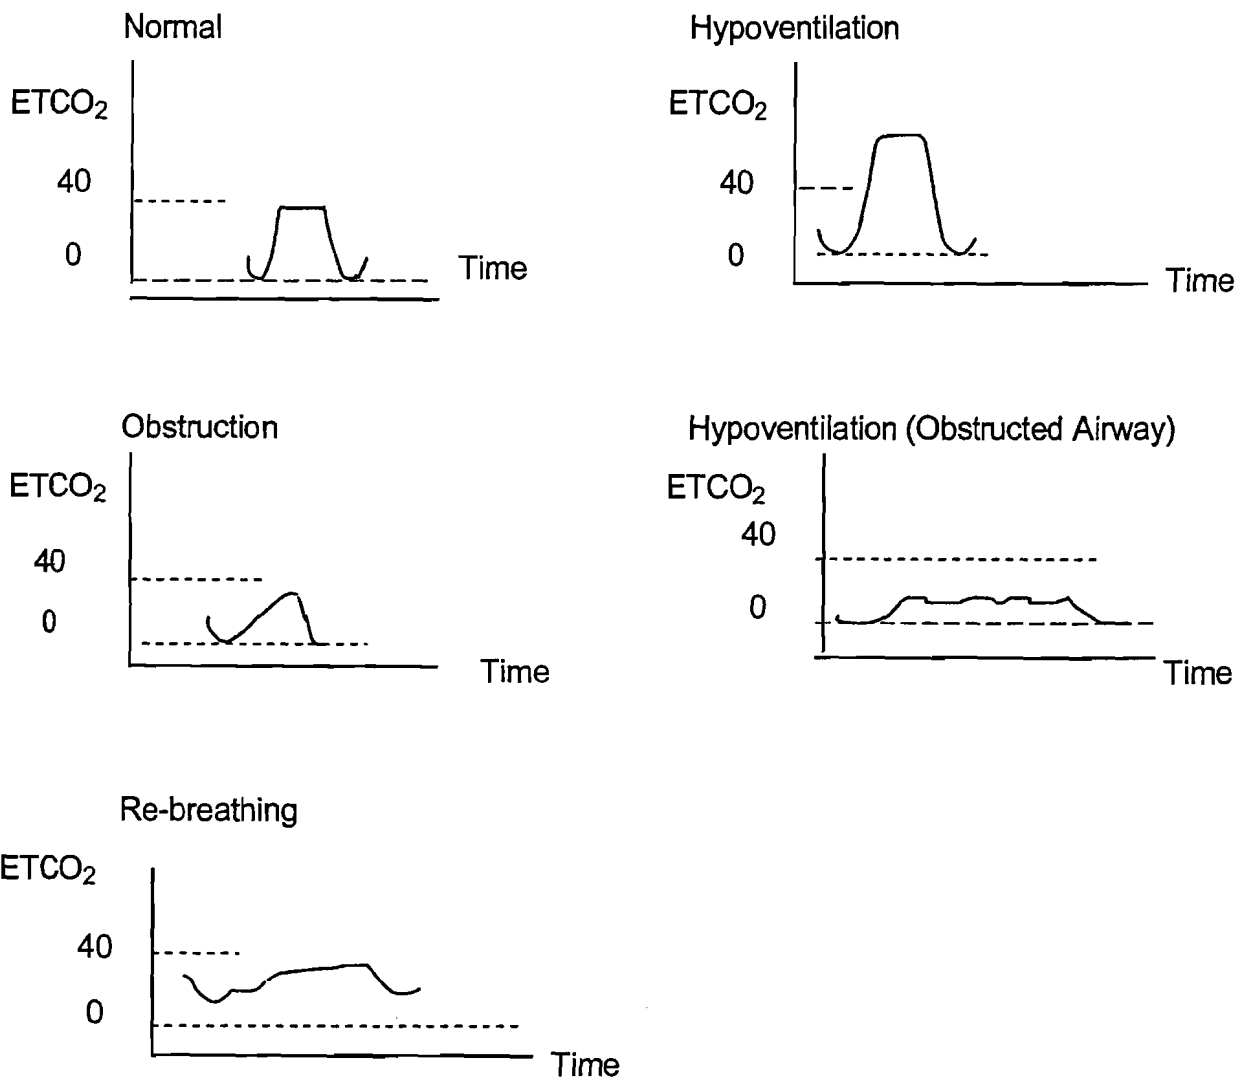 Normal
ETCO₂
40
0
Time
Hypoventilation
ETCO₂
40
0
Time
Obstruction
ETCO₂
40
0
Time
Hypoventilation (Obstructed Airway)
ETCO₂
40
0
Time
Re-breathing
ETCO₂
40
0
Time